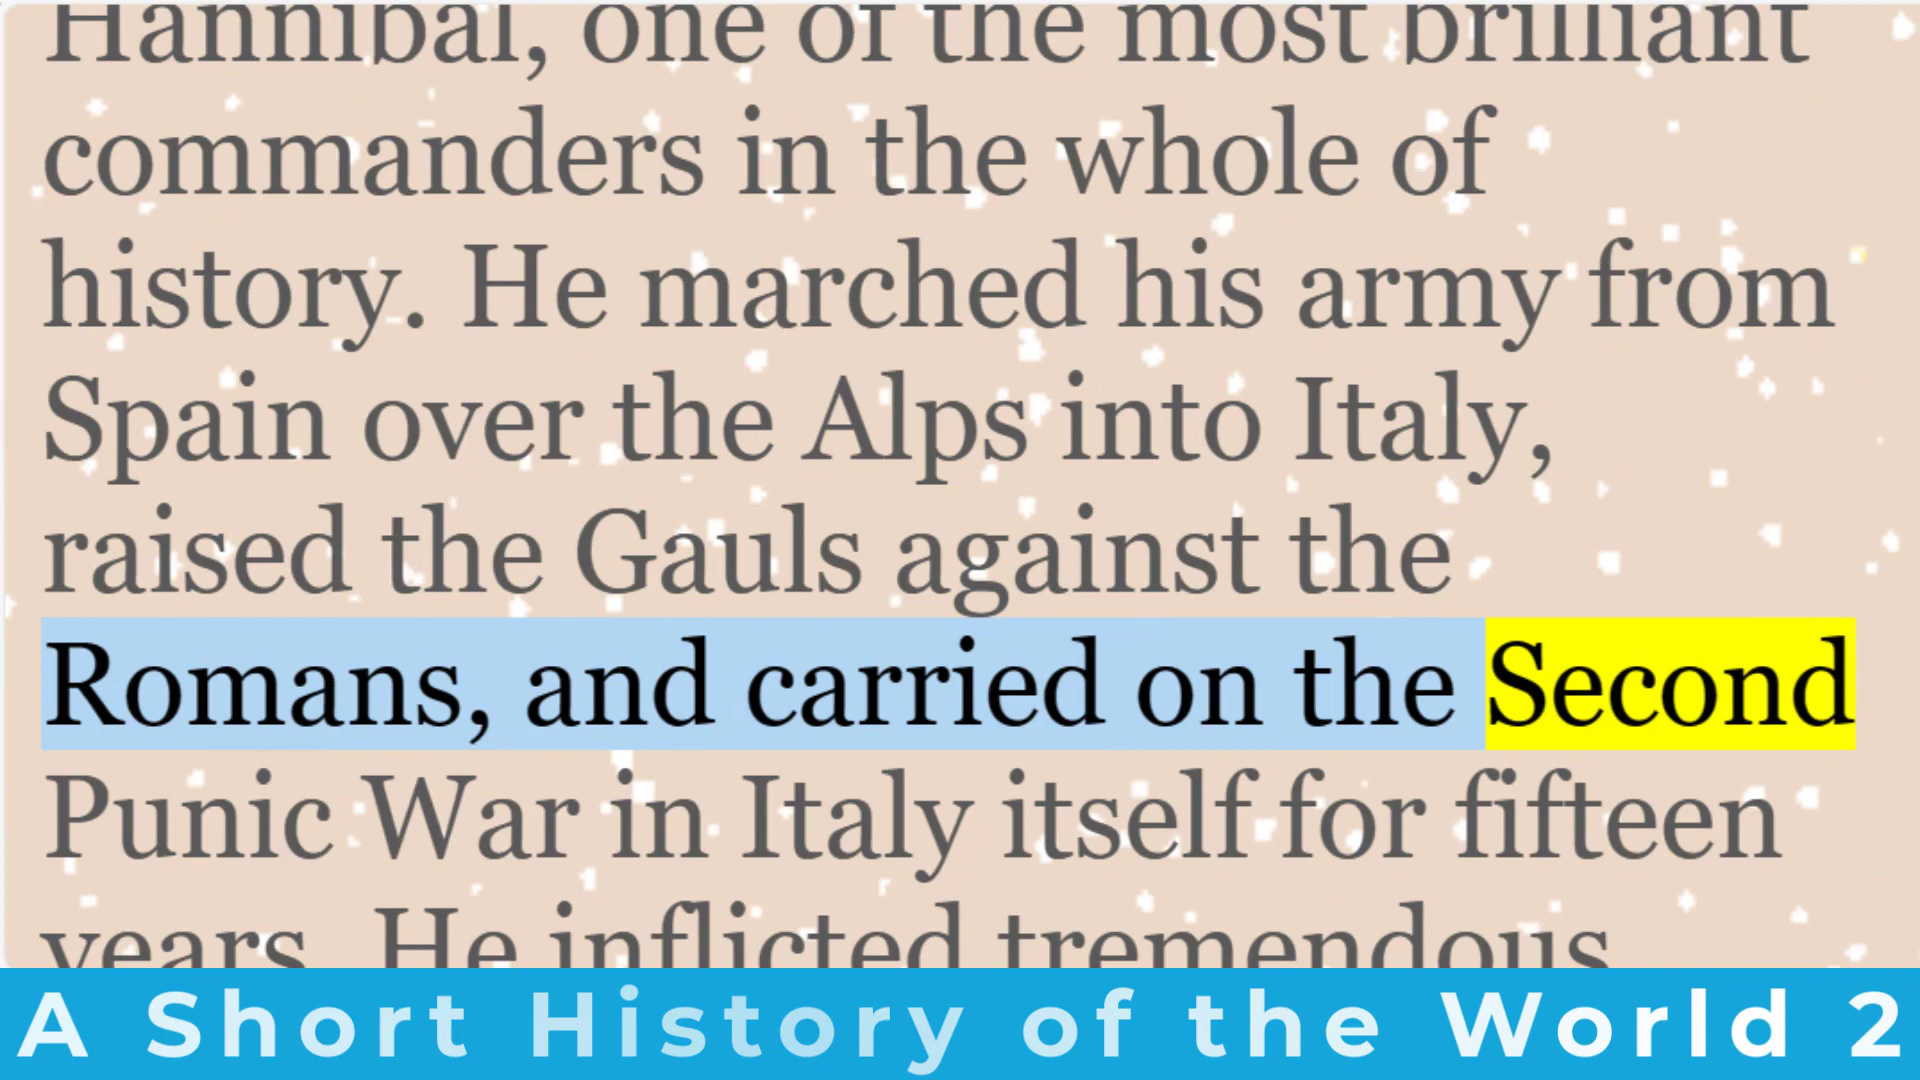 Hannibal, one of the most brilliant
commanders in the whole of
history. He marched his army from
Spain over the Alps into Italy,
raised the Gauls against the
Romans, and carried on the Second
Punic War in Italy itself for fifteen
years. He inflicted tremendous
A Short History of the World 2